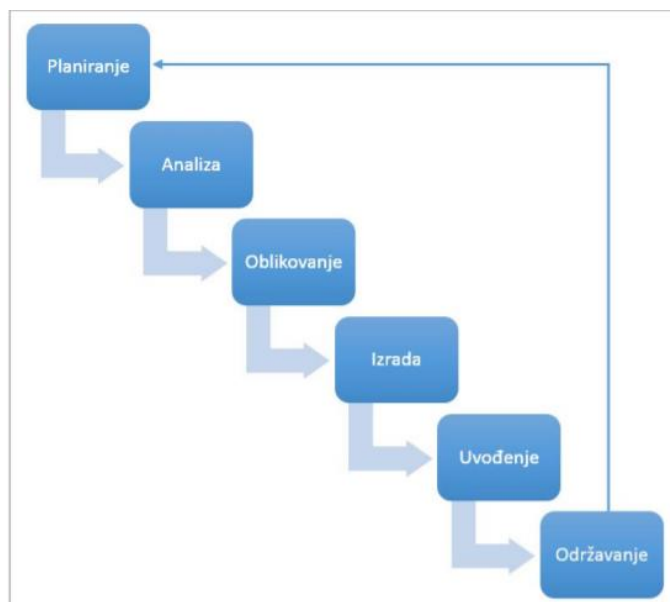 Planiranje
Analiza
Oblikovanje
Izrada
Uvođenje
Održavanje